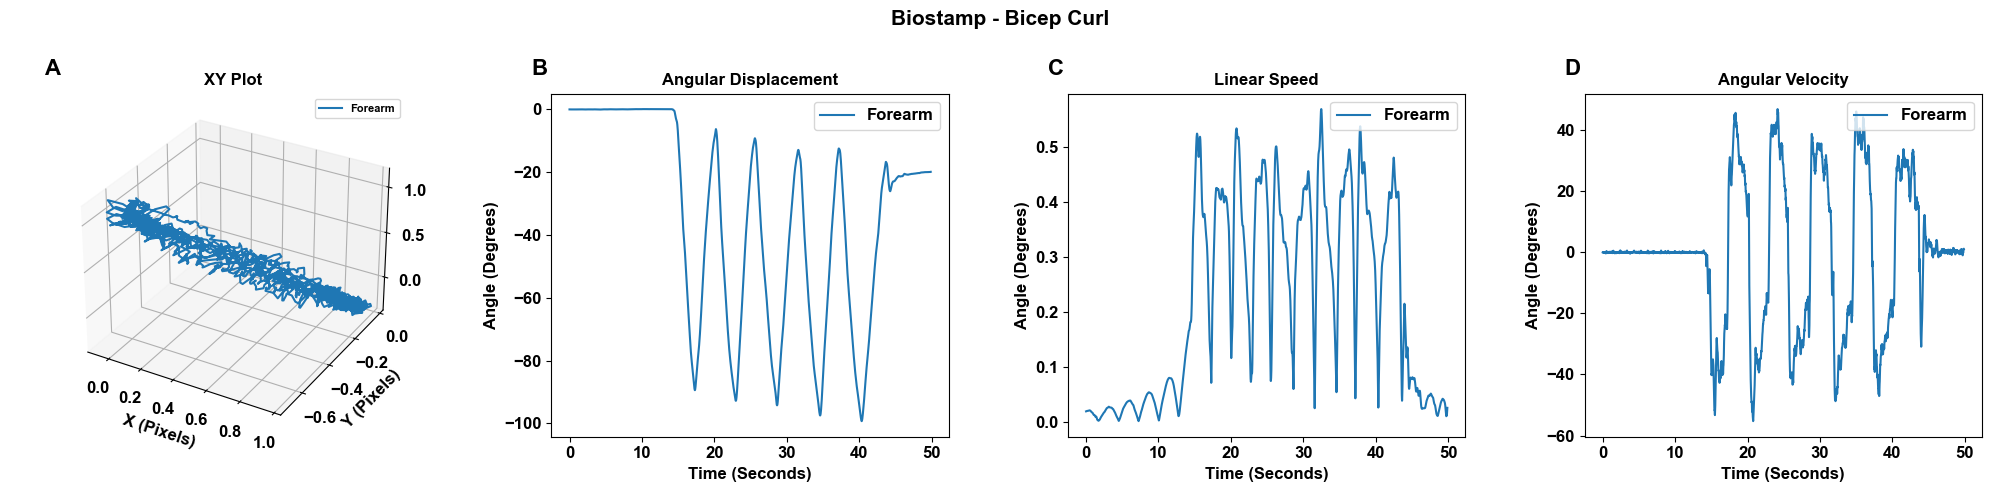 Biostamp - Bicep Curl
A
XY Plot
Forearm
1.0
0.5
0.0
0.0
−0.2
−0.4
−0.6
Y (Pixels)
0.0
0.2
0.4
0.6
0.8
1.0
X (Pixels)
B
Angular Displacement
Forearm
0
−20
−40
−60
−80
−100
Angle (Degrees)
0 10 20 30 40 50
Time (Seconds)
C
Linear Speed
Forearm
0.5
0.4
0.3
0.2
0.1
0.0
Angle (Degrees)
0 10 20 30 40 50
Time (Seconds)
D
Angular Velocity
Forearm
40
20
0
−20
−40
−60
Angle (Degrees)
0 10 20 30 40 50
Time (Seconds)